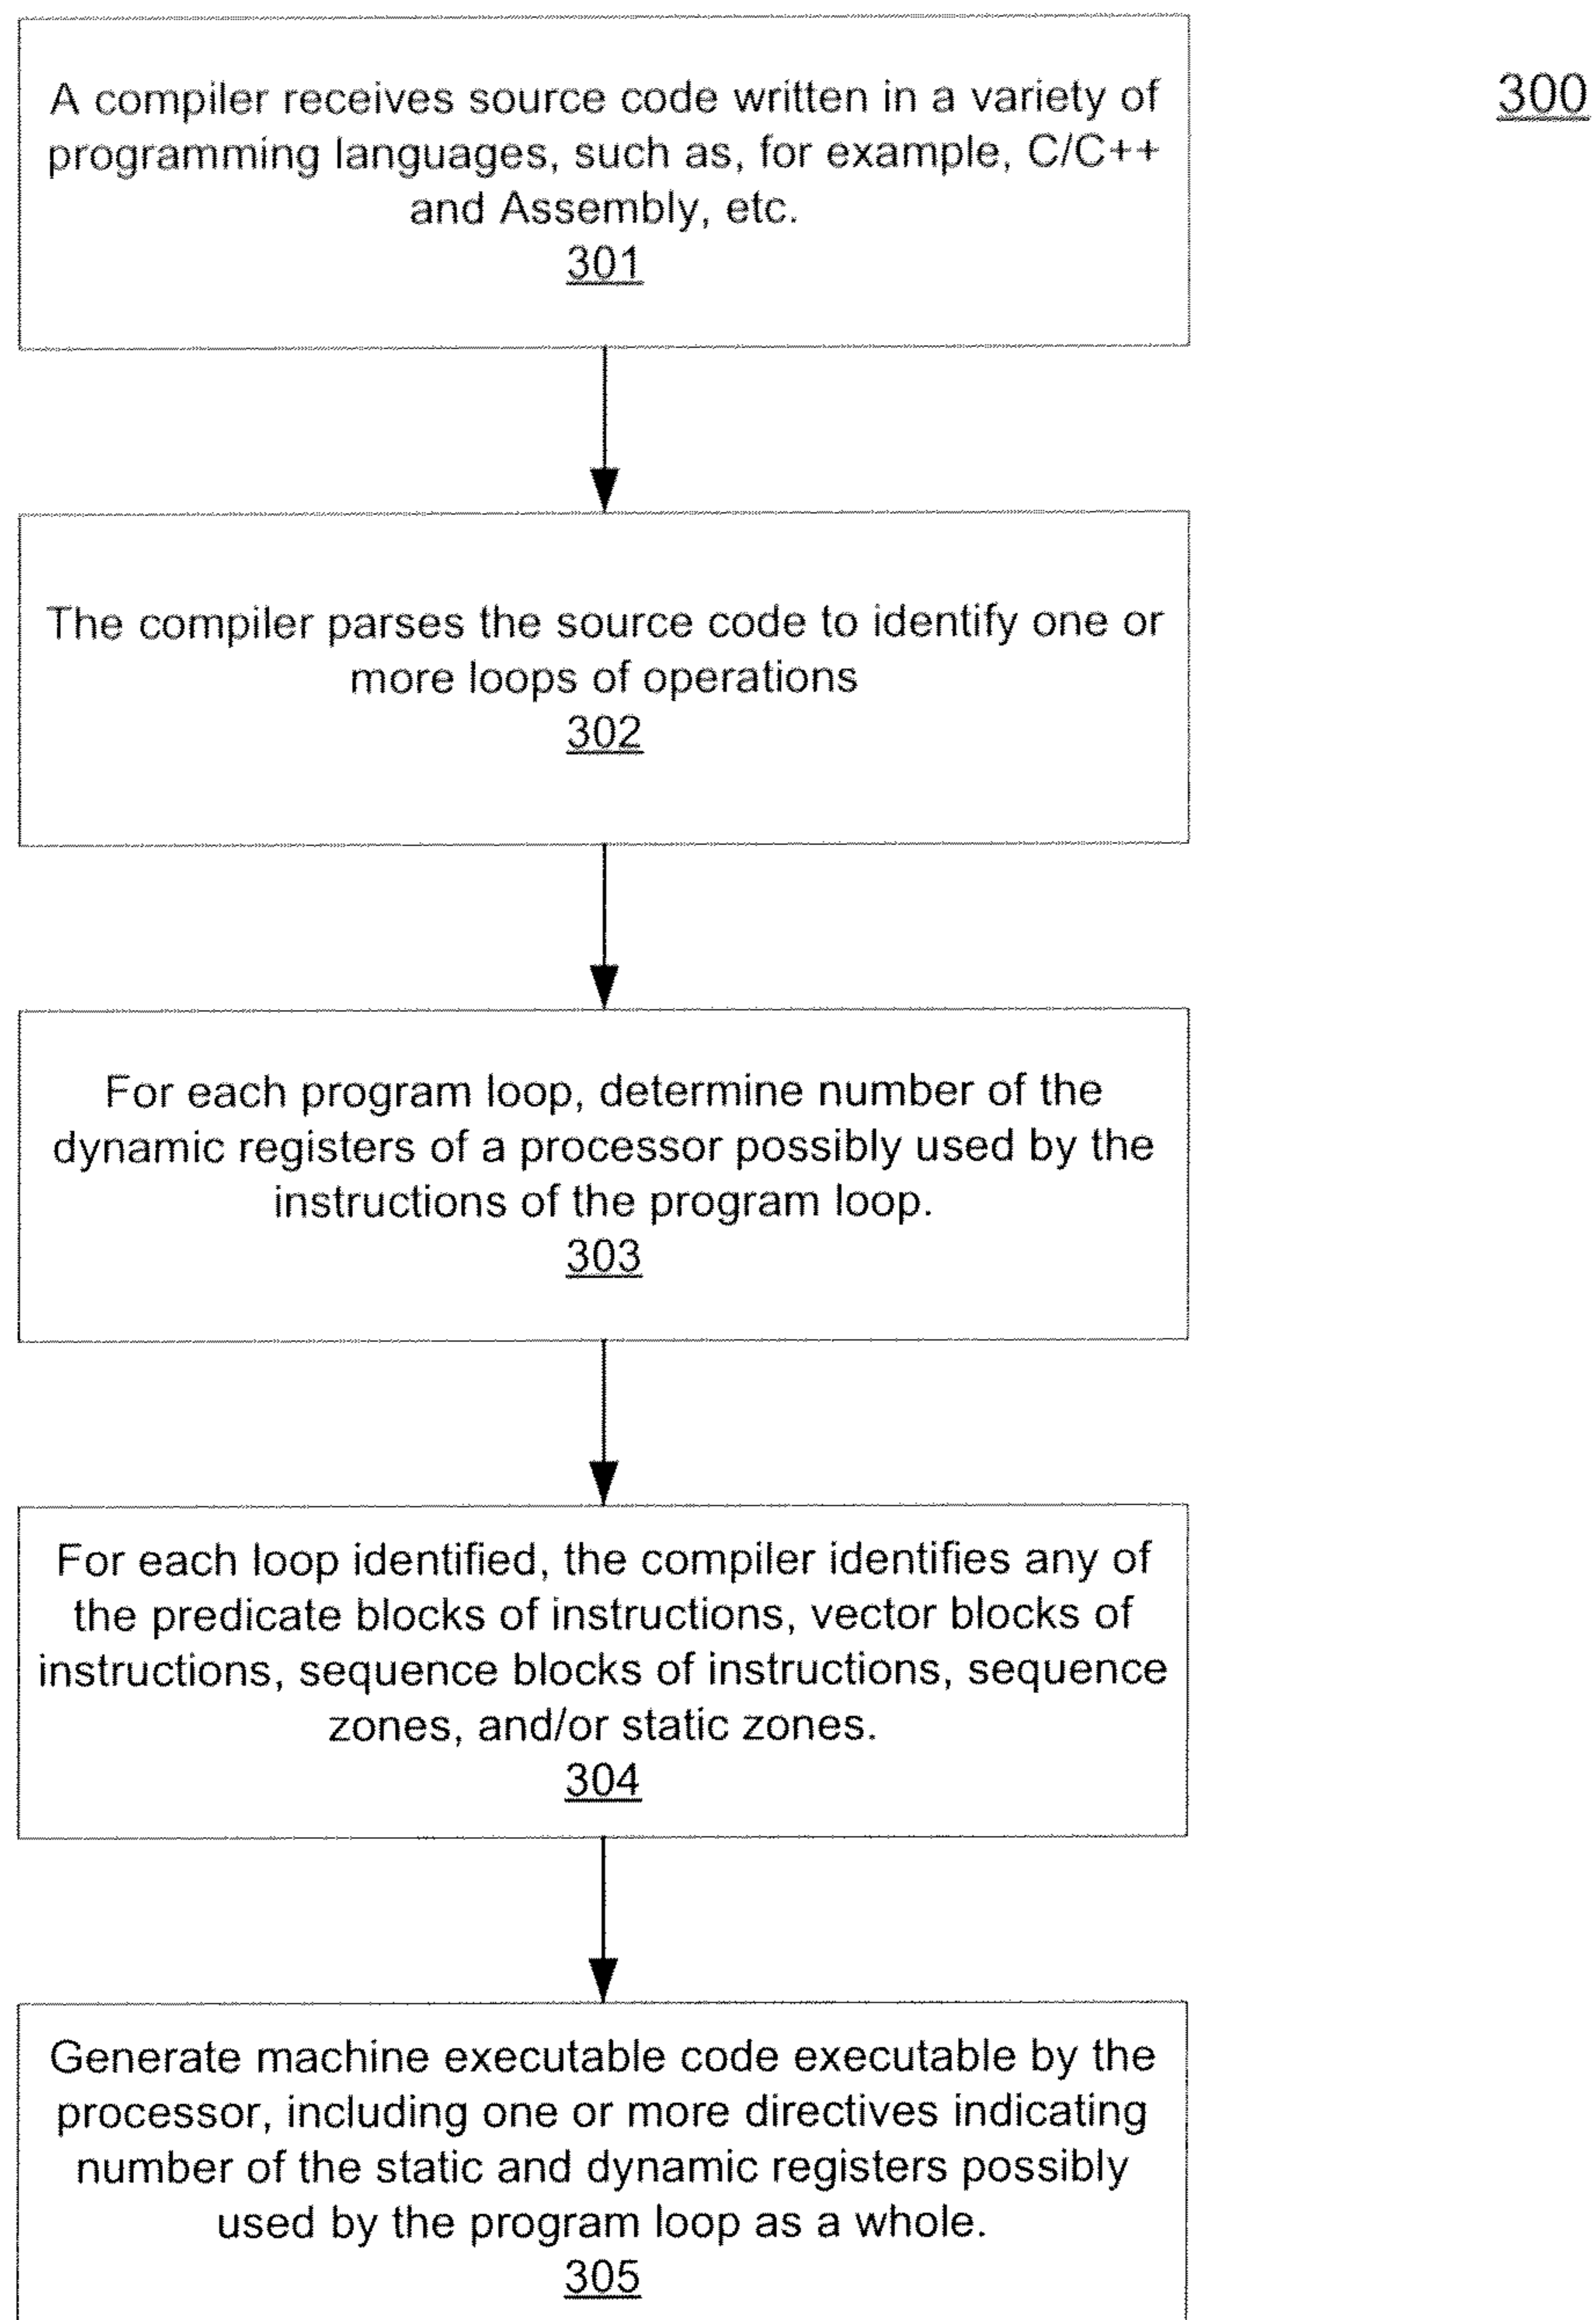 300
A compiler receives source code written in a variety of
programming languages, such as, for example, C/C++
and Assembly, etc.
301
The compiler parses the source code to identify one or
more loops of operations
302
For each program loop, determine number of the
dynamic registers of a processor possibly used by the
instructions of the program loop.
303
For each loop identified, the compiler identifies any of
the predicate blocks of instructions, vector blocks of
instructions, sequence blocks of instructions, sequence
zones, and/or static zones.
304
Generate machine executable code executable by the
processor, including one or more directives indicating
number of the static and dynamic registers possibly
used by the program loop as a whole.
305